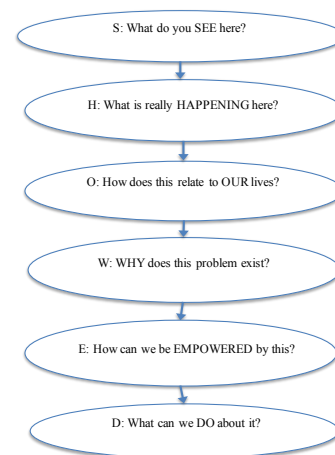 S: What do you SEE here?
H: What is really HAPPENING here?
O: How does this relate to OUR lives?
W: WHY does this problem exist?
E: How can we be EMPOWERED by this?
D: What can we DO about it?